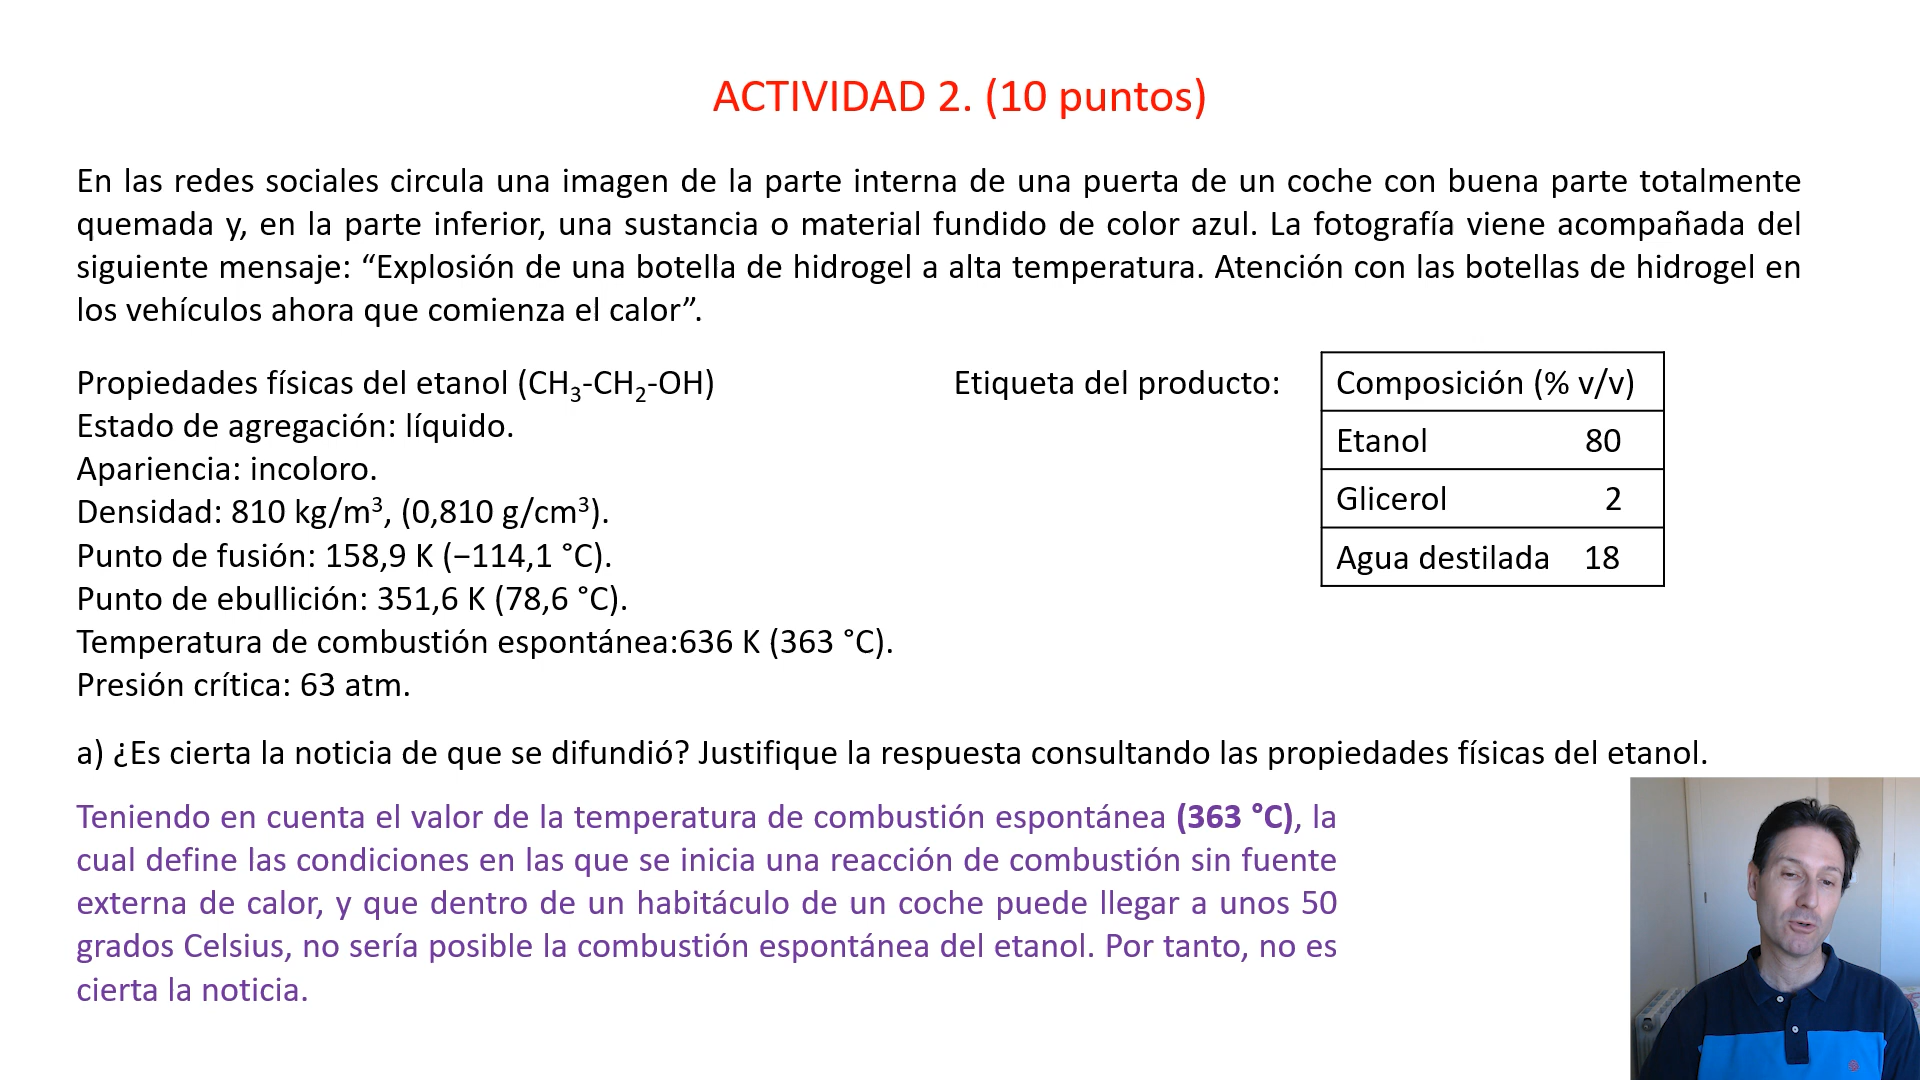 ACTIVIDAD 2. (10 puntos)
En las redes sociales circula una imagen de la parte interna de una puerta de un coche con buena parte totalmente
quemada y, en la parte inferior, una sustancia o material fundido de color azul. La fotografía viene acompañada del
siguiente mensaje: “Explosión de una botella de hidrogel a alta temperatura. Atención con las botellas de hidrogel en
los vehículos ahora que comienza el calor”.
Propiedades físicas del etanol (CH₃-CH₂-OH)
Estado de agregación: líquido.
Apariencia: incoloro.
Densidad: 810 kg/m³, (0,810 g/cm³).
Punto de fusión: 158,9 K (−114,1 °C).
Punto de ebullición: 351,6 K (78,6 °C).
Temperatura de combustión espontánea:636 K (363 °C).
Presión crítica: 63 atm.
Etiqueta del producto:
Composición (% v/v)
Etanol 80
Glicerol 2
Agua destilada 18
a) ¿Es cierta la noticia de que se difundió? Justifique la respuesta consultando las propiedades físicas del etanol.
Teniendo en cuenta el valor de la temperatura de combustión espontánea (363 °C), la
cual define las condiciones en las que se inicia una reacción de combustión sin fuente
externa de calor, y que dentro de un habitáculo de un coche puede llegar a unos 50
grados Celsius, no sería posible la combustión espontánea del etanol. Por tanto, no es
cierta la noticia.